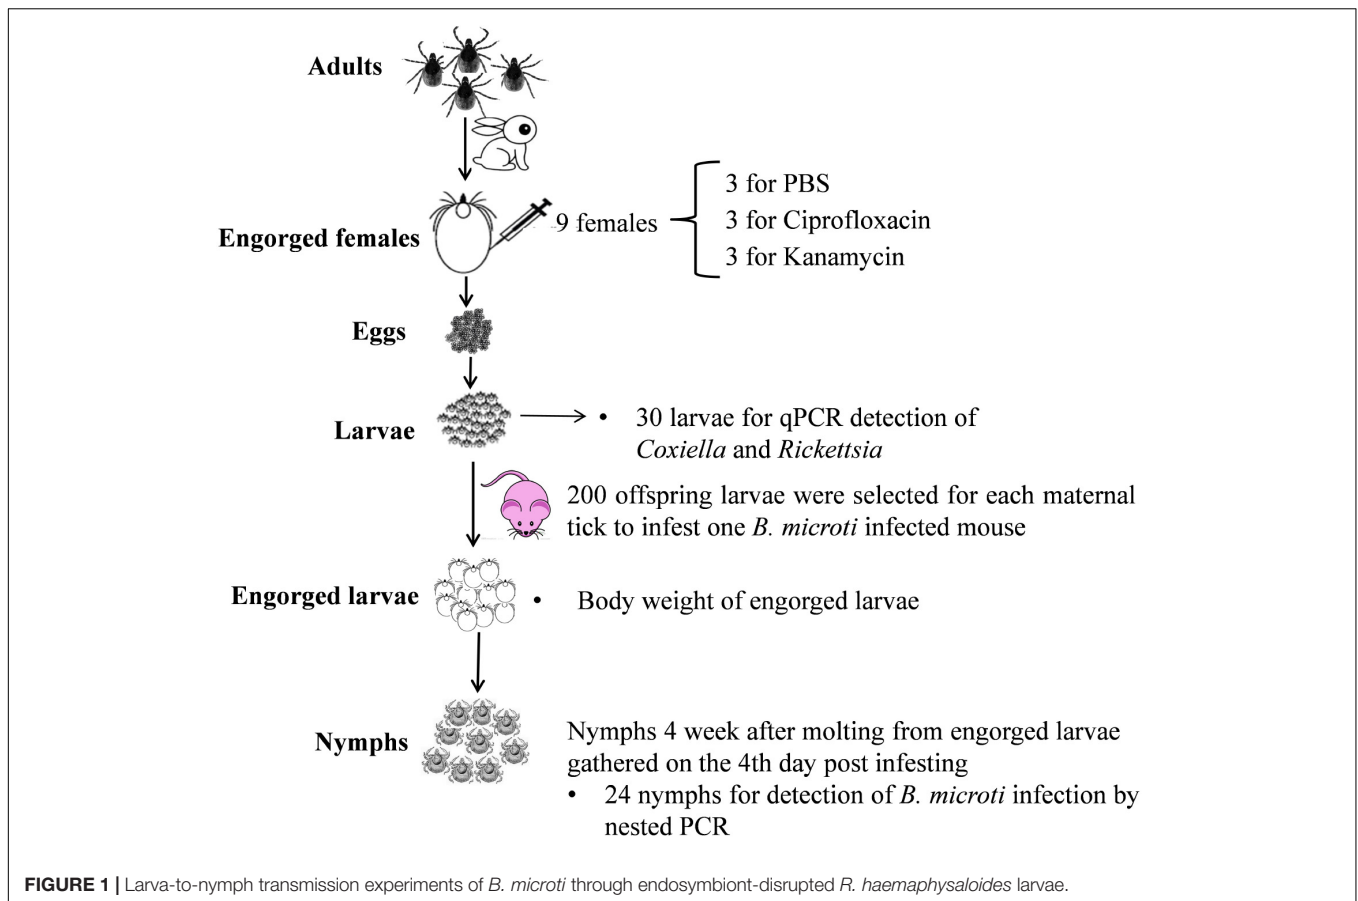 Adults
3 for PBS
3 for Ciprofloxacin
3 for Kanamycin
9 females
Engorged females
Eggs
Larvae
• 30 larvae for qPCR detection of
Coxiella and Rickettsia
200 offspring larvae were selected for each maternal
tick to infest one B. microti infected mouse
Engorged larvae
• Body weight of engorged larvae
Nymphs
Nymphs 4 week after molting from engorged larvae
gathered on the 4th day post infesting
• 24 nymphs for detection of B. microti infection by
nested PCR
FIGURE 1 | Larva-to-nymph transmission experiments of B. microti through endosymbiont-disrupted R. haemaphysaloides larvae.